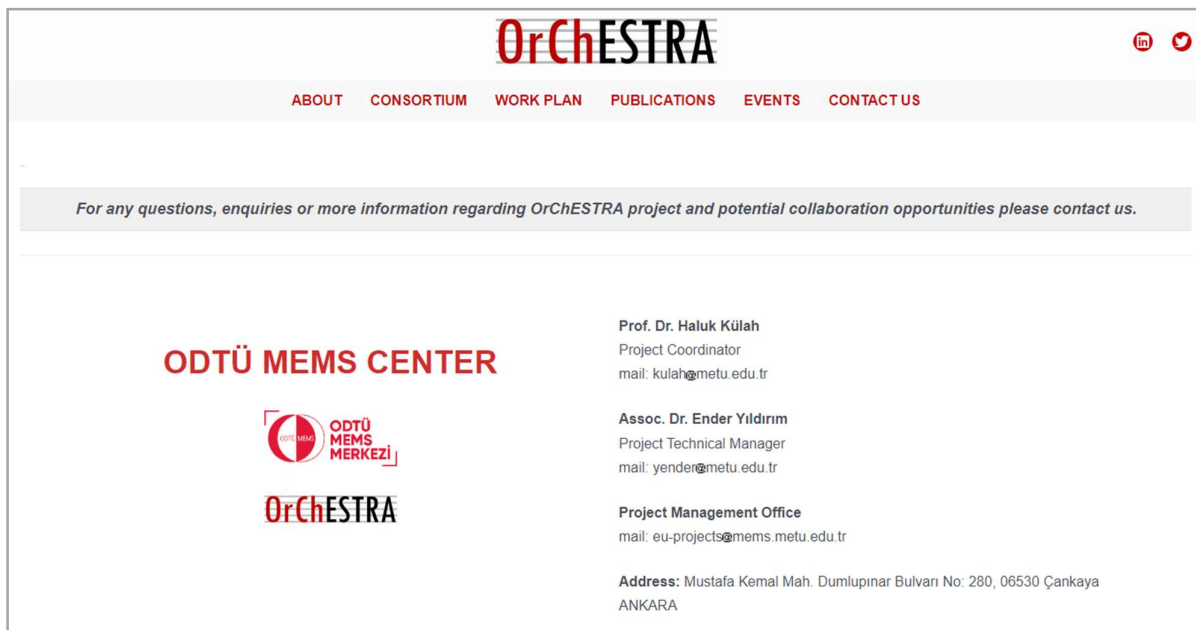 OrChESTRA
ABOUT CONSORTIUM WORK PLAN PUBLICATIONS EVENTS CONTACT US
For any questions, enquiries or more information regarding OrChESTRA project and potential collaboration opportunities please contact us.
ODTÜ MEMS CENTER
ODTÜ MEMS
ODTÜ
MEMS
MERKEZİ
OrChESTRA
Prof. Dr. Haluk Külah
Project Coordinator
mail: kulah@metu.edu.tr
Assoc. Dr. Ender Yıldırım
Project Technical Manager
mail: yender@metu.edu.tr
Project Management Office
mail: eu-projects@mems.metu.edu.tr
Address: Mustafa Kemal Mah. Dumlupınar Bulvarı No: 280, 06530 Çankaya
ANKARA